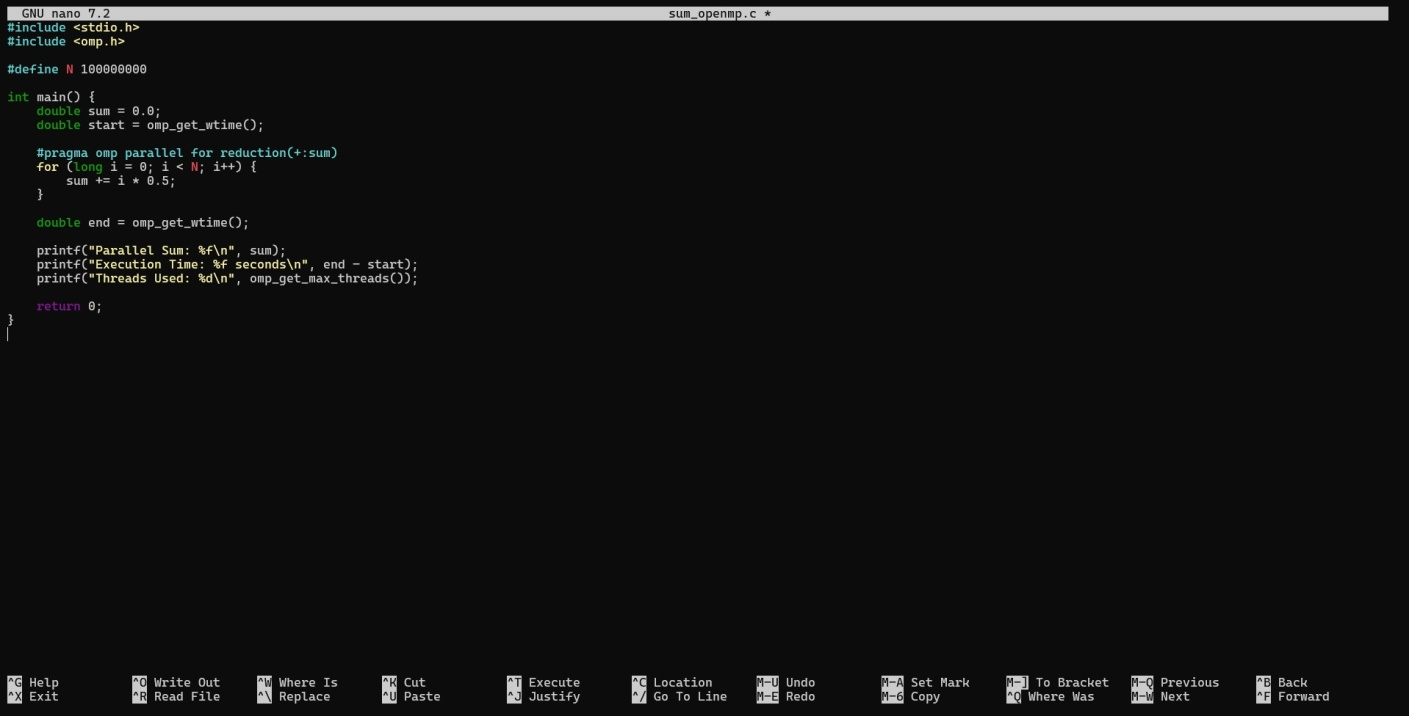 GNU nano 7.2 sum_openmp.c *
#include <stdio.h>
#include <omp.h>

#define N 100000000

int main() {
    double sum = 0.0;
    double start = omp_get_wtime();

    #pragma omp parallel for reduction(+:sum)
    for (long i = 0; i < N; i++) {
        sum += i * 0.5;
    }

    double end = omp_get_wtime();

    printf("Parallel Sum: %f\n", sum);
    printf("Execution Time: %f seconds\n", end - start);
    printf("Threads Used: %d\n", omp_get_max_threads());

    return 0;
}

^G Help ^O Write Out ^W Where Is ^K Cut ^T Execute ^C Location M-U Undo M-A Set Mark M-] To Bracket M-Q Previous ^B Back
^X Exit ^R Read File ^\ Replace ^U Paste ^J Justify ^/ Go To Line M-E Redo M-6 Copy ^Q Where Was M-W Next ^F Forward